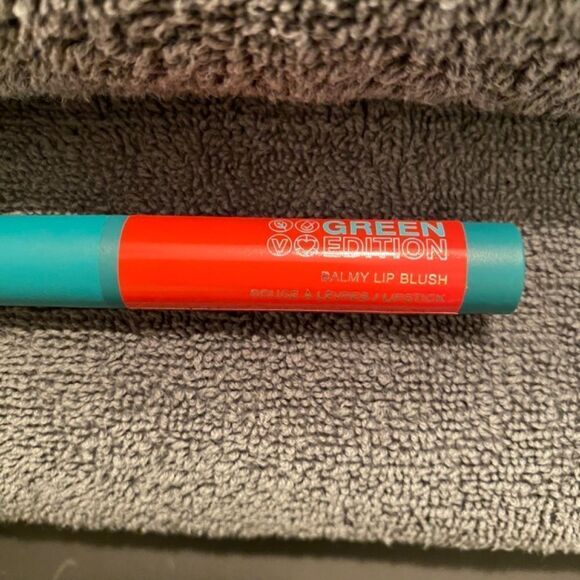 GREEN
V EDITION
BALMY LIP BLUSH
ROUGE À LÈVRES / LIPSTICK